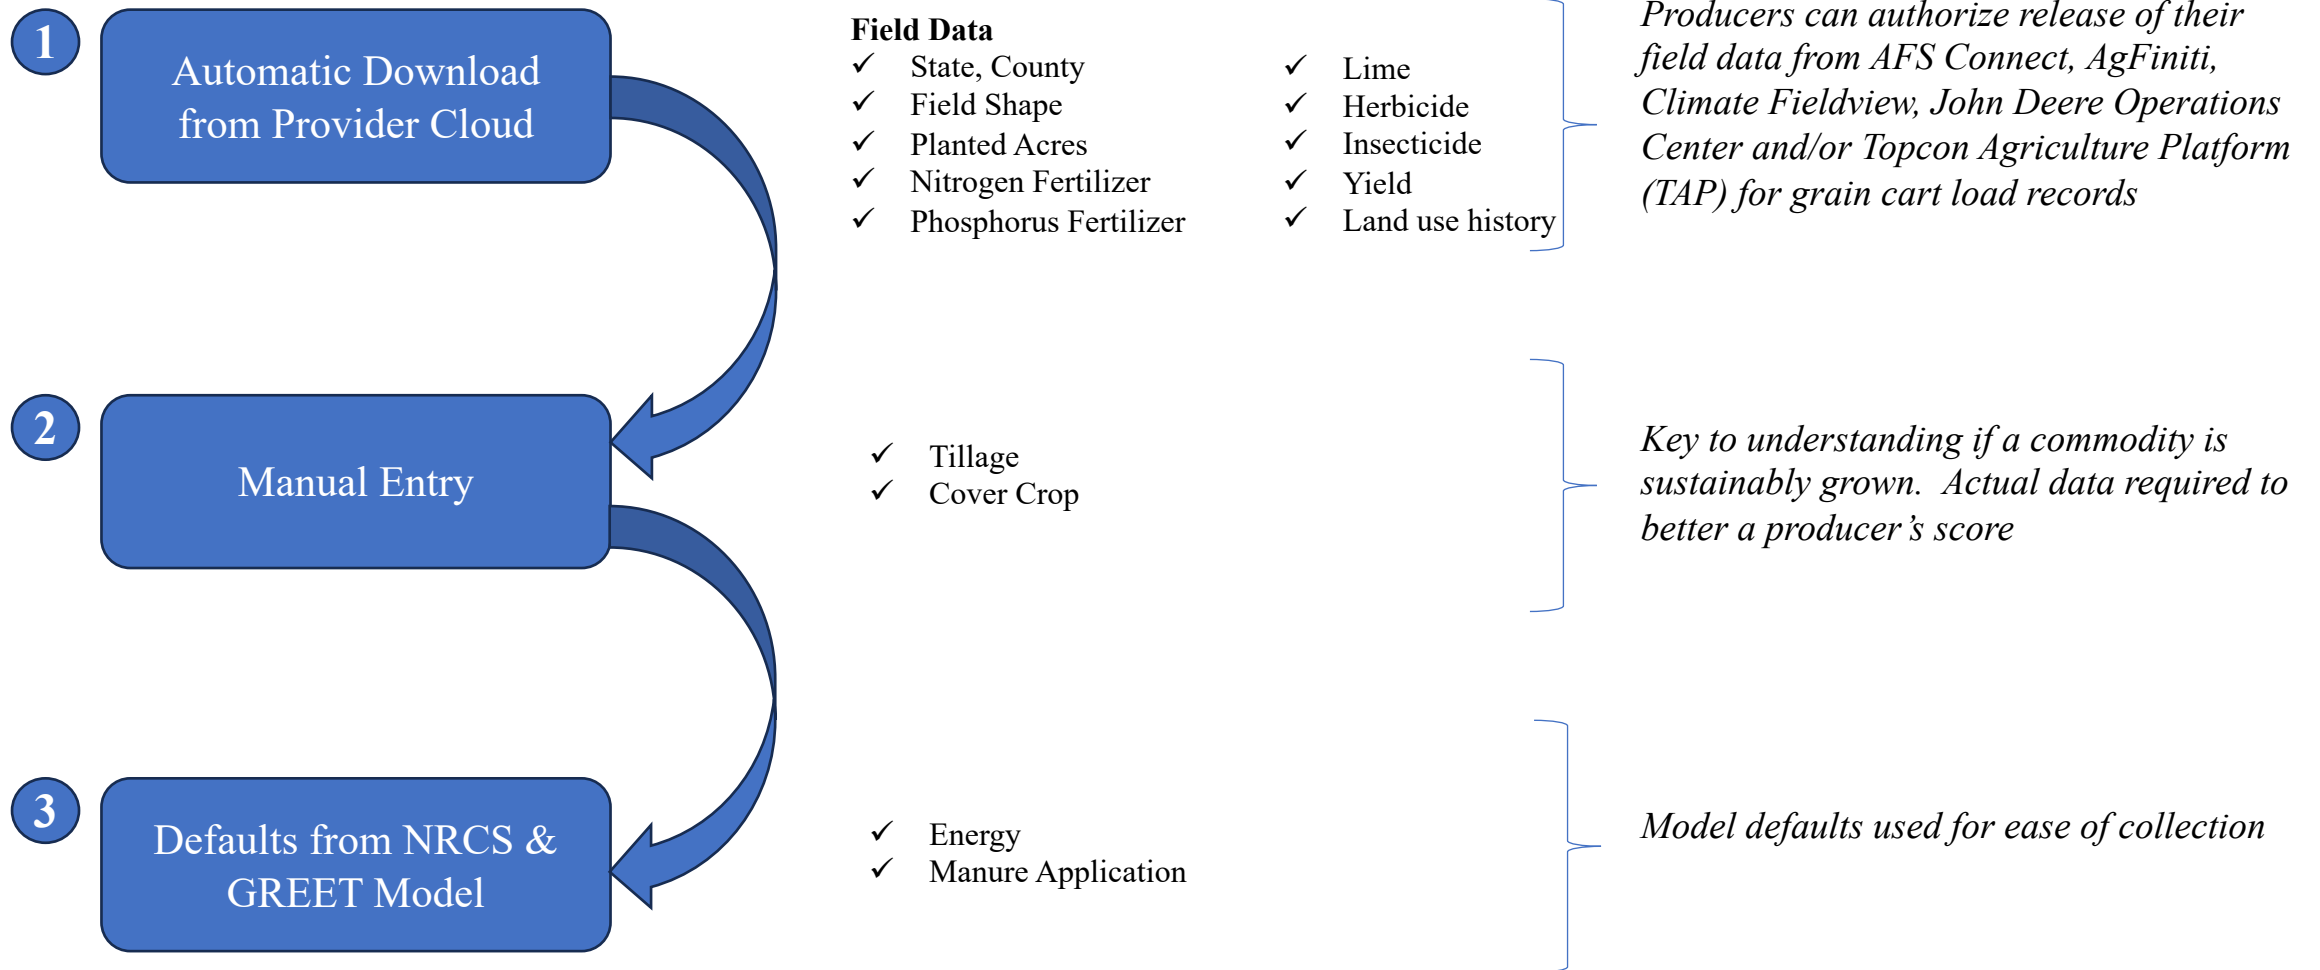 1
Automatic Download
from Provider Cloud
Field Data
✓ State, County
✓ Field Shape
✓ Planted Acres
✓ Nitrogen Fertilizer
✓ Phosphorus Fertilizer
✓ Lime
✓ Herbicide
✓ Insecticide
✓ Yield
✓ Land use history
Producers can authorize release of their
field data from AFS Connect, AgFiniti,
Climate Fieldview, John Deere Operations
Center and/or Topcon Agriculture Platform
(TAP) for grain cart load records
2
Manual Entry
✓ Tillage
✓ Cover Crop
Key to understanding if a commodity is
sustainably grown.  Actual data required to
better a producer’s score
3
Defaults from NRCS &
GREET Model
✓ Energy
✓ Manure Application
Model defaults used for ease of collection